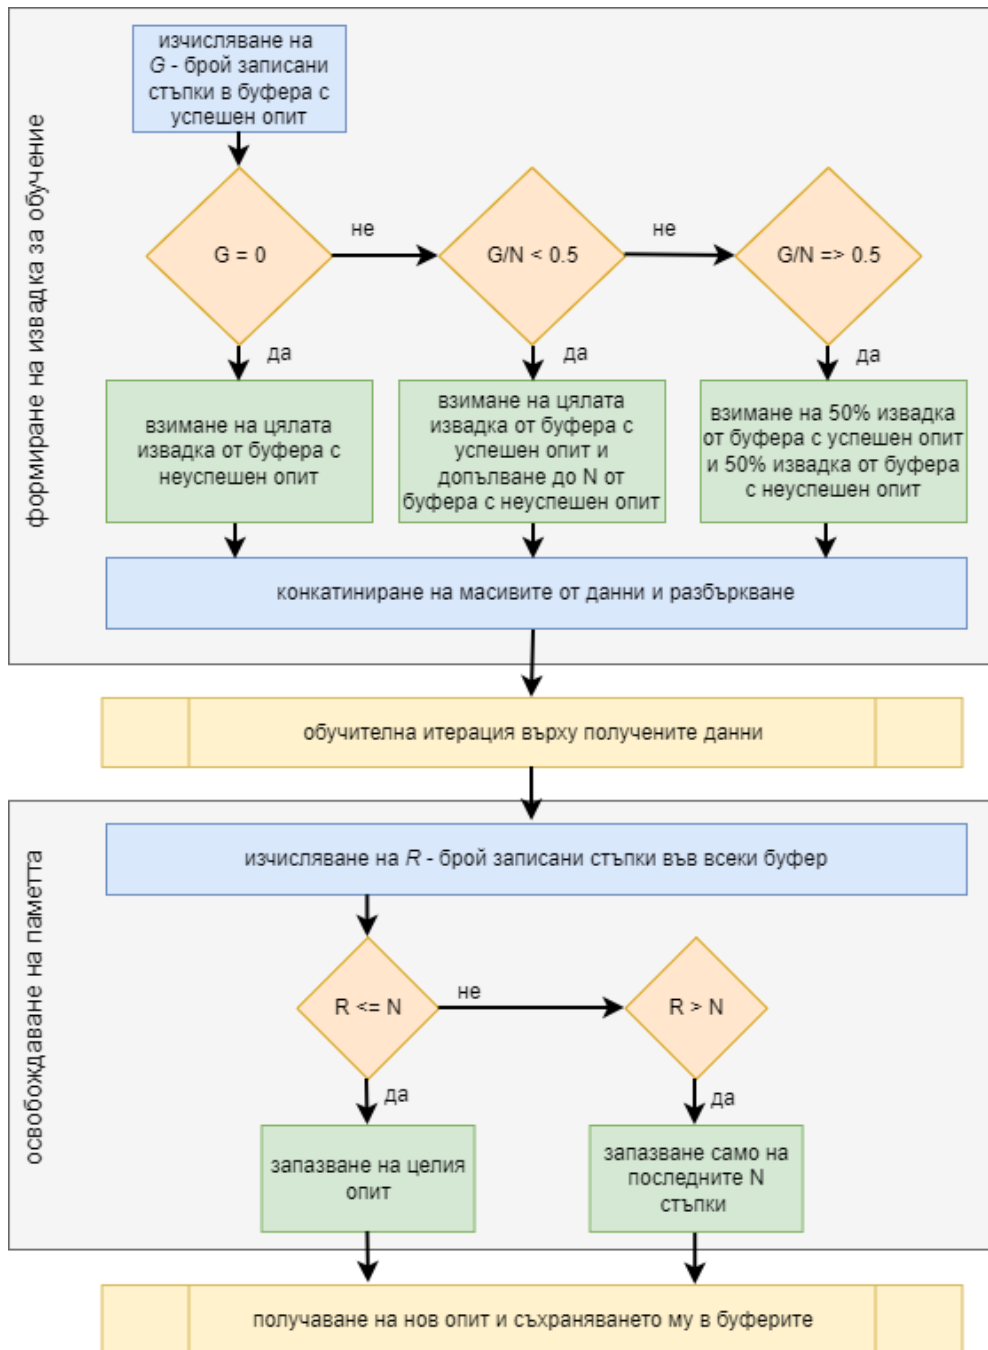 формиране на извадка за обучение
изчисляване на
G - брой записани
стъпки в буфера с
успешен опит
G = 0
не
G/N < 0.5
не
G/N => 0.5
да
да
да
взимане на цялата
извадка от буфера с
неуспешен опит
взимане на цялата
извадка от буфера с
успешен опит и
допълване до N от
буфера с неуспешен опит
взимане на 50% извадка
от буфера с успешен опит
и 50% извадка от буфера
с неуспешен опит
конкатиниране на масивите от данни и разбъркване
обучителна итерация върху получените данни
освобождаване на паметта
изчисляване на R - брой записани стъпки във всеки буфер
R <= N
не
R > N
да
да
запазване на целия
опит
запазване само на
последните N
стъпки
получаване на нов опит и съхраняването му в буферите